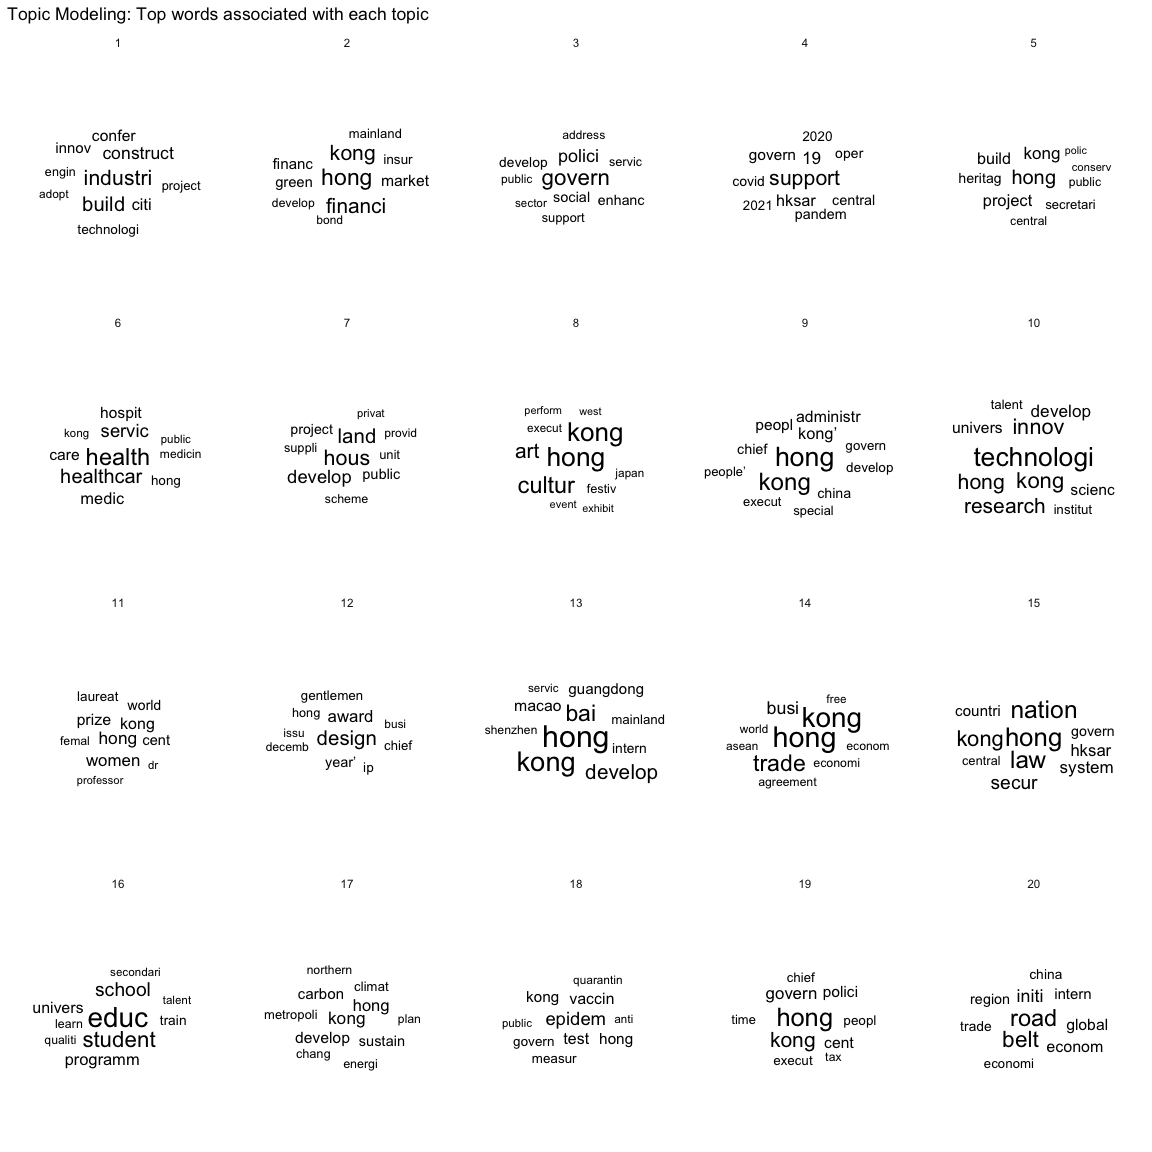 Topic Modeling: Top words associated with each topic
1 2 3 4 5
confer
innov construct
engin industri
adopt project
build citi
technologi
mainland
financ kong insur
green hong market
develop financi
bond
address
develop polici servic
public govern
sector social enhanc
support
2020
govern 19 oper
covid support
2021 hksar central
pandem
build kong polic
conserv
heritag hong public
project secretari
central
6 7 8 9 10
hospit
kong servic public
care health medicin
healthcar hong
medic
privat
project land provid
suppli hous unit
develop public
scheme
perform west
execut kong
art hong
japan
cultur festiv
event exhibit
peopl administr
kong’
chief hong govern
people’ develop
kong china
execut special
talent develop
univers innov
technologi
hong kong scienc
research institut
11 12 13 14 15
laureat world
prize kong
femal hong cent
women dr
professor
gentlemen
hong award busi
issu design chief
decemb
year’ ip
servic guangdong
macao bai mainland
shenzhen hong intern
kong develop
free
busi kong
world hong
asean econom
trade economi
agreement
countri nation
kong hong govern
central law hksar
system
secur
16 17 18 19 20
secondari
school
univers talent
learn educ train
qualiti student
programm
northern
carbon climat
metropoli hong
kong plan
develop sustain
chang energi
quarantin
kong vaccin
public epidem anti
govern test hong
measur
chief
govern polici
time hong peopl
kong cent
execut tax
china
region initi intern
trade road global
belt econom
economi